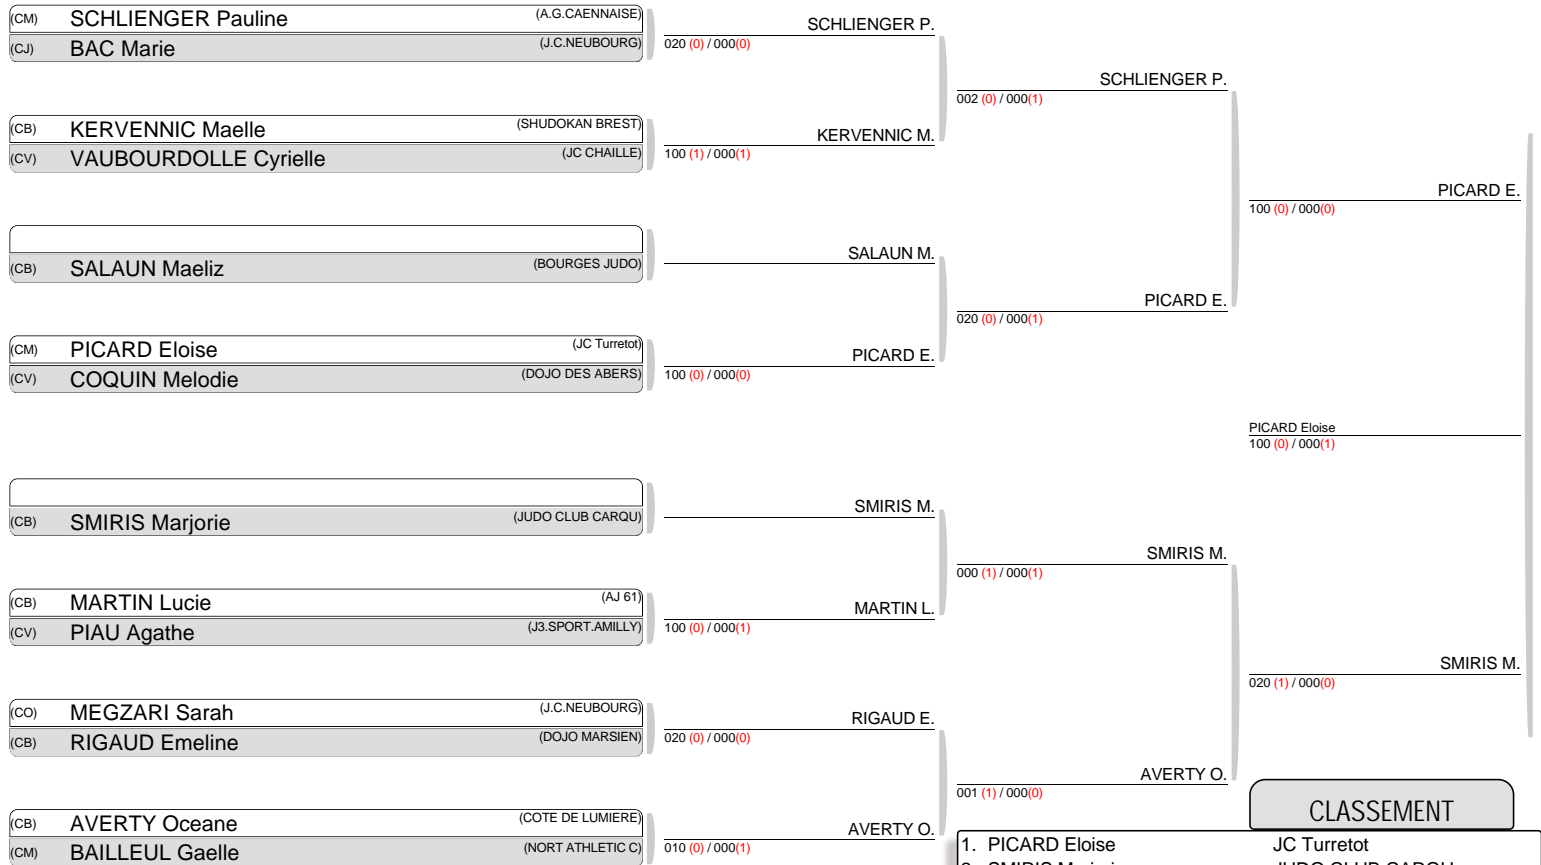 (CM) SCHLIENGER Pauline (A.G.CAENNAISE)
(CJ) BAC Marie (J.C.NEUBOURG)
(CB) KERVENNIC Maelle (SHUDOKAN BREST)
(CV) VAUBOURDOLLE Cyrielle (JC CHAILLE)
(CB) SALAUN Maeliz (BOURGES JUDO)
(CM) PICARD Eloise (JC Turretot)
(CV) COQUIN Melodie (DOJO DES ABERS)
(CB) SMIRIS Marjorie (JUDO CLUB CARQU)
(CB) MARTIN Lucie (AJ 61)
(CV) PIAU Agathe (J3.SPORT.AMILLY)
(CO) MEGZARI Sarah (J.C.NEUBOURG)
(CB) RIGAUD Emeline (DOJO MARSIEN)
(CB) AVERTY Oceane (COTE DE LUMIERE)
(CM) BAILLEUL Gaelle (NORT ATHLETIC C)
SCHLIENGER P.
020 (0) / 000(0)
KERVENNIC M.
100 (1) / 000(1)
SALAUN M.
PICARD E.
100 (0) / 000(0)
SMIRIS M.
MARTIN L.
100 (0) / 000(1)
RIGAUD E.
020 (0) / 000(0)
AVERTY O.
010 (0) / 000(1)
SCHLIENGER P.
002 (0) / 000(1)
PICARD E.
020 (0) / 000(1)
SMIRIS M.
000 (1) / 000(1)
AVERTY O.
001 (1) / 000(0)
PICARD E.
100 (0) / 000(0)
PICARD Eloise
100 (0) / 000(1)
SMIRIS M.
020 (1) / 000(0)
CLASSEMENT
1. PICARD Eloise JC Turretot
2. SMIRIS Marjorie JUDO CLUB CARQU